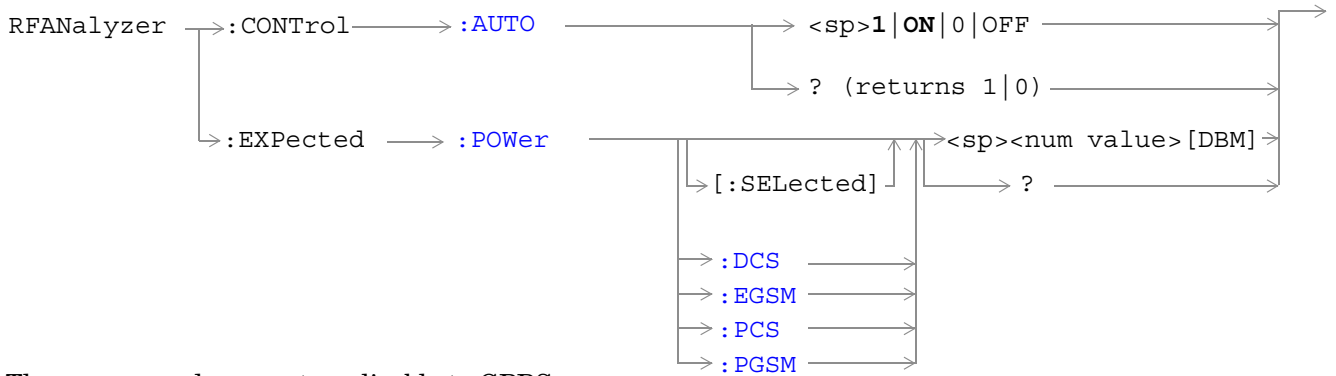 RFANalyzer :CONTrol :AUTO <sp>1|ON|0|OFF
? (returns 1|0)
:EXPected :POWer <sp><num value>[DBM]
[:SELected] ?
:DCS
:EGSM
:PCS
:PGSM